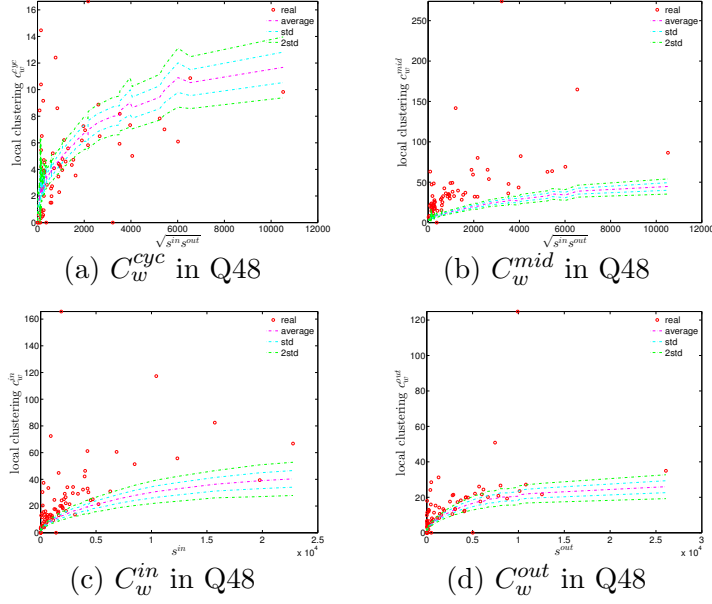 16
14
12
10
8
6
4
2
0
local clustering c_w^cyc
real
average
std
2std
0 2000 4000 6000 8000 10000 12000
√s^in s^out
(a) C_w^cyc in Q48
250
200
150
100
50
0
local clustering c_w^mid
real
average
std
2std
0 2000 4000 6000 8000 10000 12000
√s^in s^out
(b) C_w^mid in Q48
160
140
120
100
80
60
40
20
0
local clustering c_w^in
real
average
std
2std
0 0.5 1 1.5 2 2.5
s^in
x 10^4
(c) C_w^in in Q48
120
100
80
60
40
20
0
local clustering c_w^out
real
average
std
2std
0 0.5 1 1.5 2 2.5 3
s^out
x 10^4
(d) C_w^out in Q48